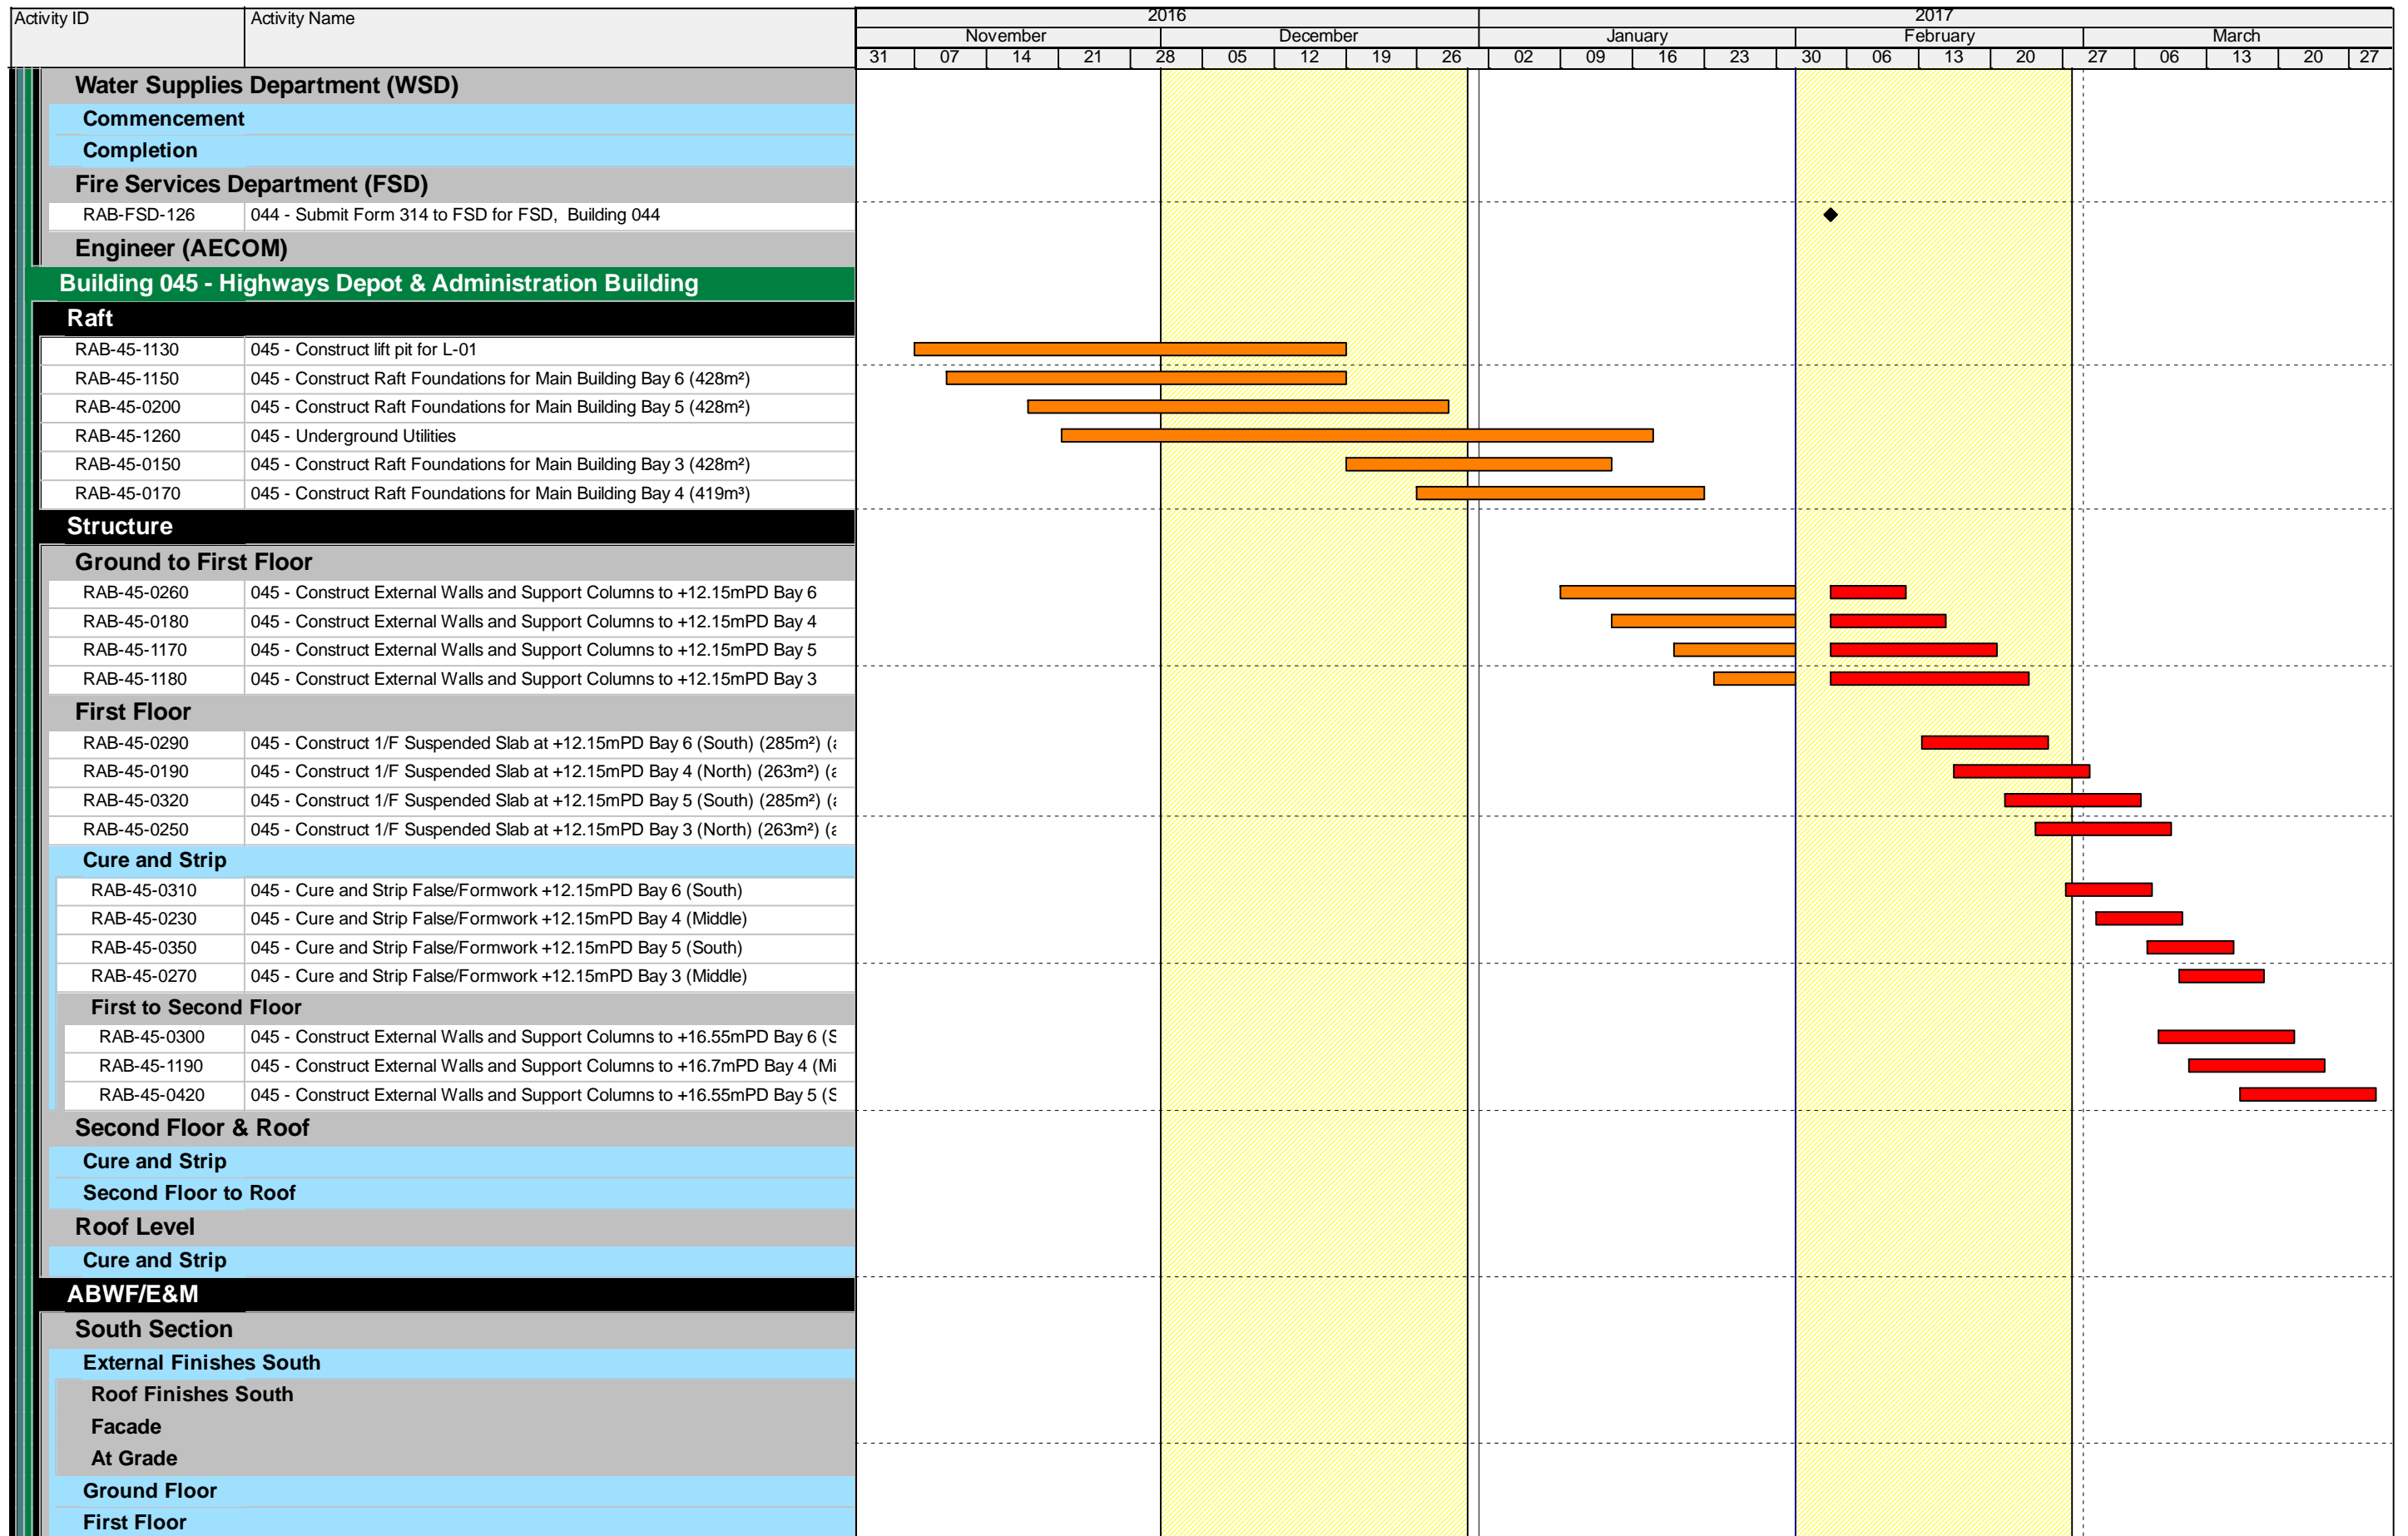 Activity ID Activity Name 2016 2017
November December January February March
31 07 14 21 28 05 12 19 26 02 09 16 23 30 06 13 20 27 06 13 20 27
Water Supplies Department (WSD)
Commencement
Completion
Fire Services Department (FSD)
RAB-FSD-126 044 - Submit Form 314 to FSD for FSD, Building 044
Engineer (AECOM)
Building 045 - Highways Depot & Administration Building
Raft
RAB-45-1130 045 - Construct lift pit for L-01
RAB-45-1150 045 - Construct Raft Foundations for Main Building Bay 6 (428m²)
RAB-45-0200 045 - Construct Raft Foundations for Main Building Bay 5 (428m²)
RAB-45-1260 045 - Underground Utilities
RAB-45-0150 045 - Construct Raft Foundations for Main Building Bay 3 (428m²)
RAB-45-0170 045 - Construct Raft Foundations for Main Building Bay 4 (419m³)
Structure
Ground to First Floor
RAB-45-0260 045 - Construct External Walls and Support Columns to +12.15mPD Bay 6
RAB-45-0180 045 - Construct External Walls and Support Columns to +12.15mPD Bay 4
RAB-45-1170 045 - Construct External Walls and Support Columns to +12.15mPD Bay 5
RAB-45-1180 045 - Construct External Walls and Support Columns to +12.15mPD Bay 3
First Floor
RAB-45-0290 045 - Construct 1/F Suspended Slab at +12.15mPD Bay 6 (South) (285m²)
RAB-45-0190 045 - Construct 1/F Suspended Slab at +12.15mPD Bay 4 (North) (263m²)
RAB-45-0320 045 - Construct 1/F Suspended Slab at +12.15mPD Bay 5 (South) (285m²)
RAB-45-0250 045 - Construct 1/F Suspended Slab at +12.15mPD Bay 3 (North) (263m²)
Cure and Strip
RAB-45-0310 045 - Cure and Strip False/Formwork +12.15mPD Bay 6 (South)
RAB-45-0230 045 - Cure and Strip False/Formwork +12.15mPD Bay 4 (Middle)
RAB-45-0350 045 - Cure and Strip False/Formwork +12.15mPD Bay 5 (South)
RAB-45-0270 045 - Cure and Strip False/Formwork +12.15mPD Bay 3 (Middle)
First to Second Floor
RAB-45-0300 045 - Construct External Walls and Support Columns to +16.55mPD Bay 6
RAB-45-1190 045 - Construct External Walls and Support Columns to +16.7mPD Bay 4 (Mi
RAB-45-0420 045 - Construct External Walls and Support Columns to +16.55mPD Bay 5
Second Floor & Roof
Cure and Strip
Second Floor to Roof
Roof Level
Cure and Strip
ABWF/E&M
South Section
External Finishes South
Roof Finishes South
Facade
At Grade
Ground Floor
First Floor